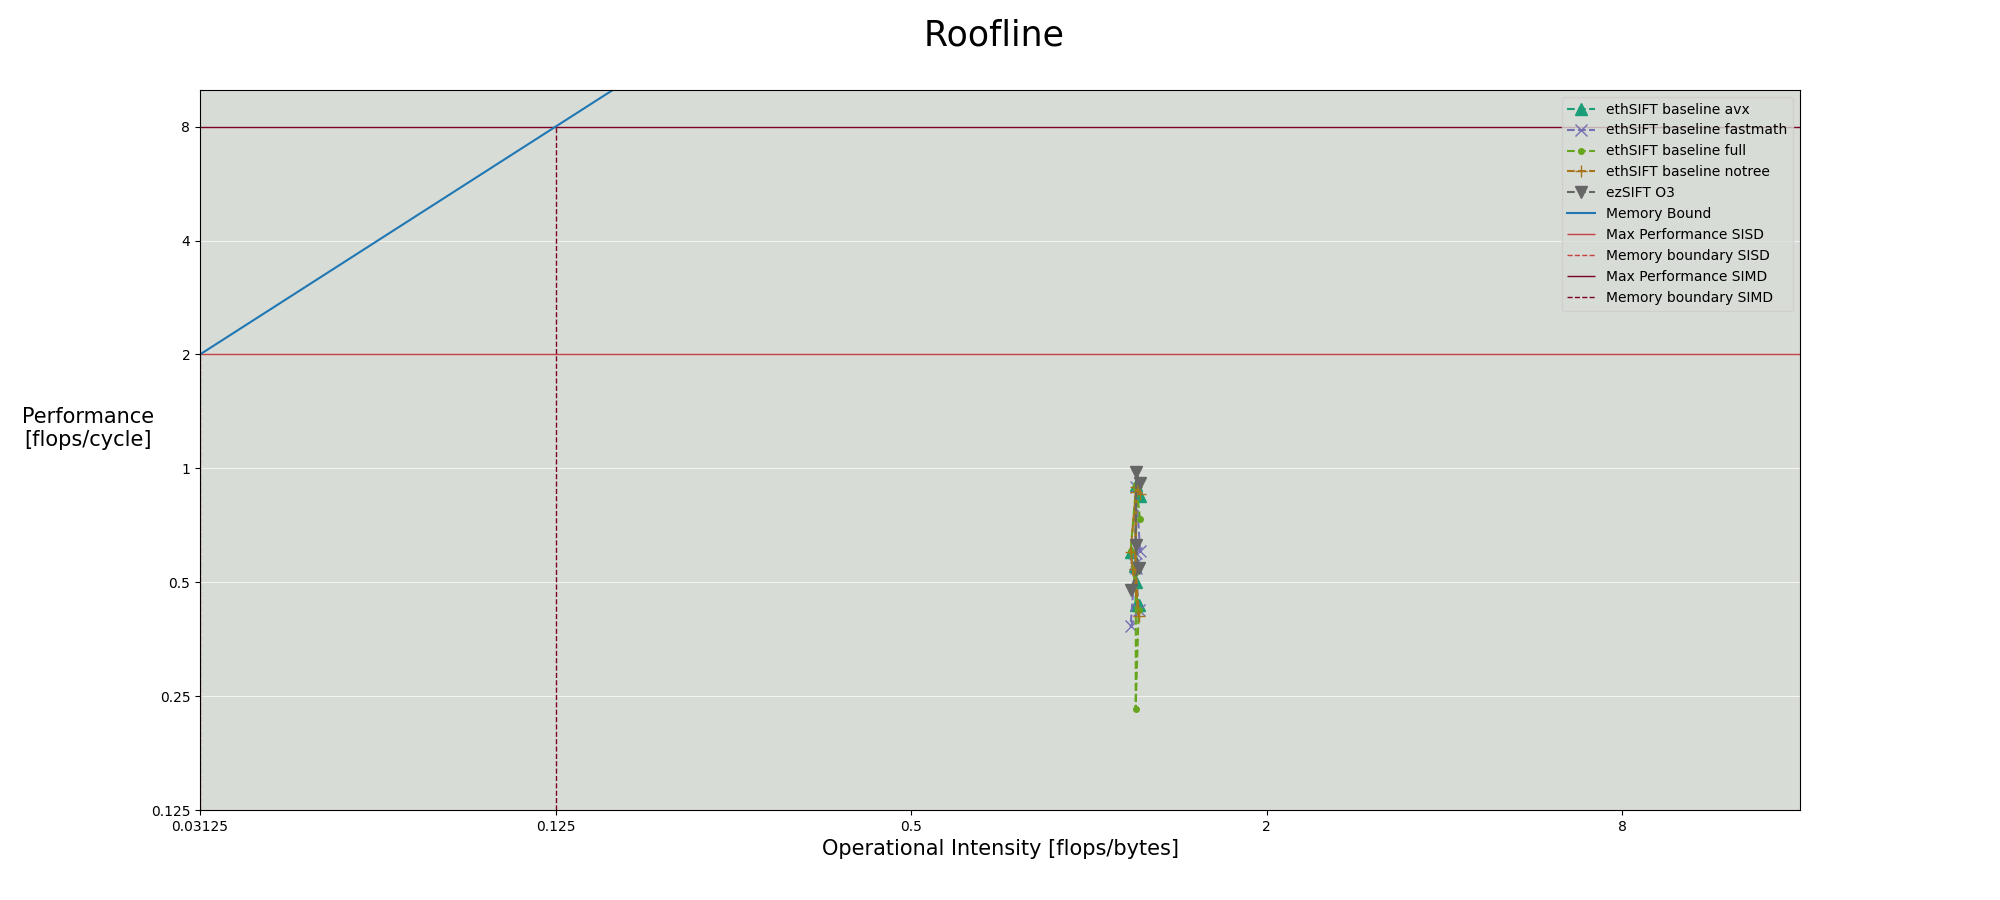 Roofline
8
4
2
1
0.5
0.25
0.125
Performance
[flops/cycle]
ethSIFT baseline avx
ethSIFT baseline fastmath
ethSIFT baseline full
ethSIFT baseline notree
ezSIFT O3
Memory Bound
Max Performance SISD
Memory boundary SISD
Max Performance SIMD
Memory boundary SIMD
0.03125 0.125 0.5 2 8
Operational Intensity [flops/bytes]